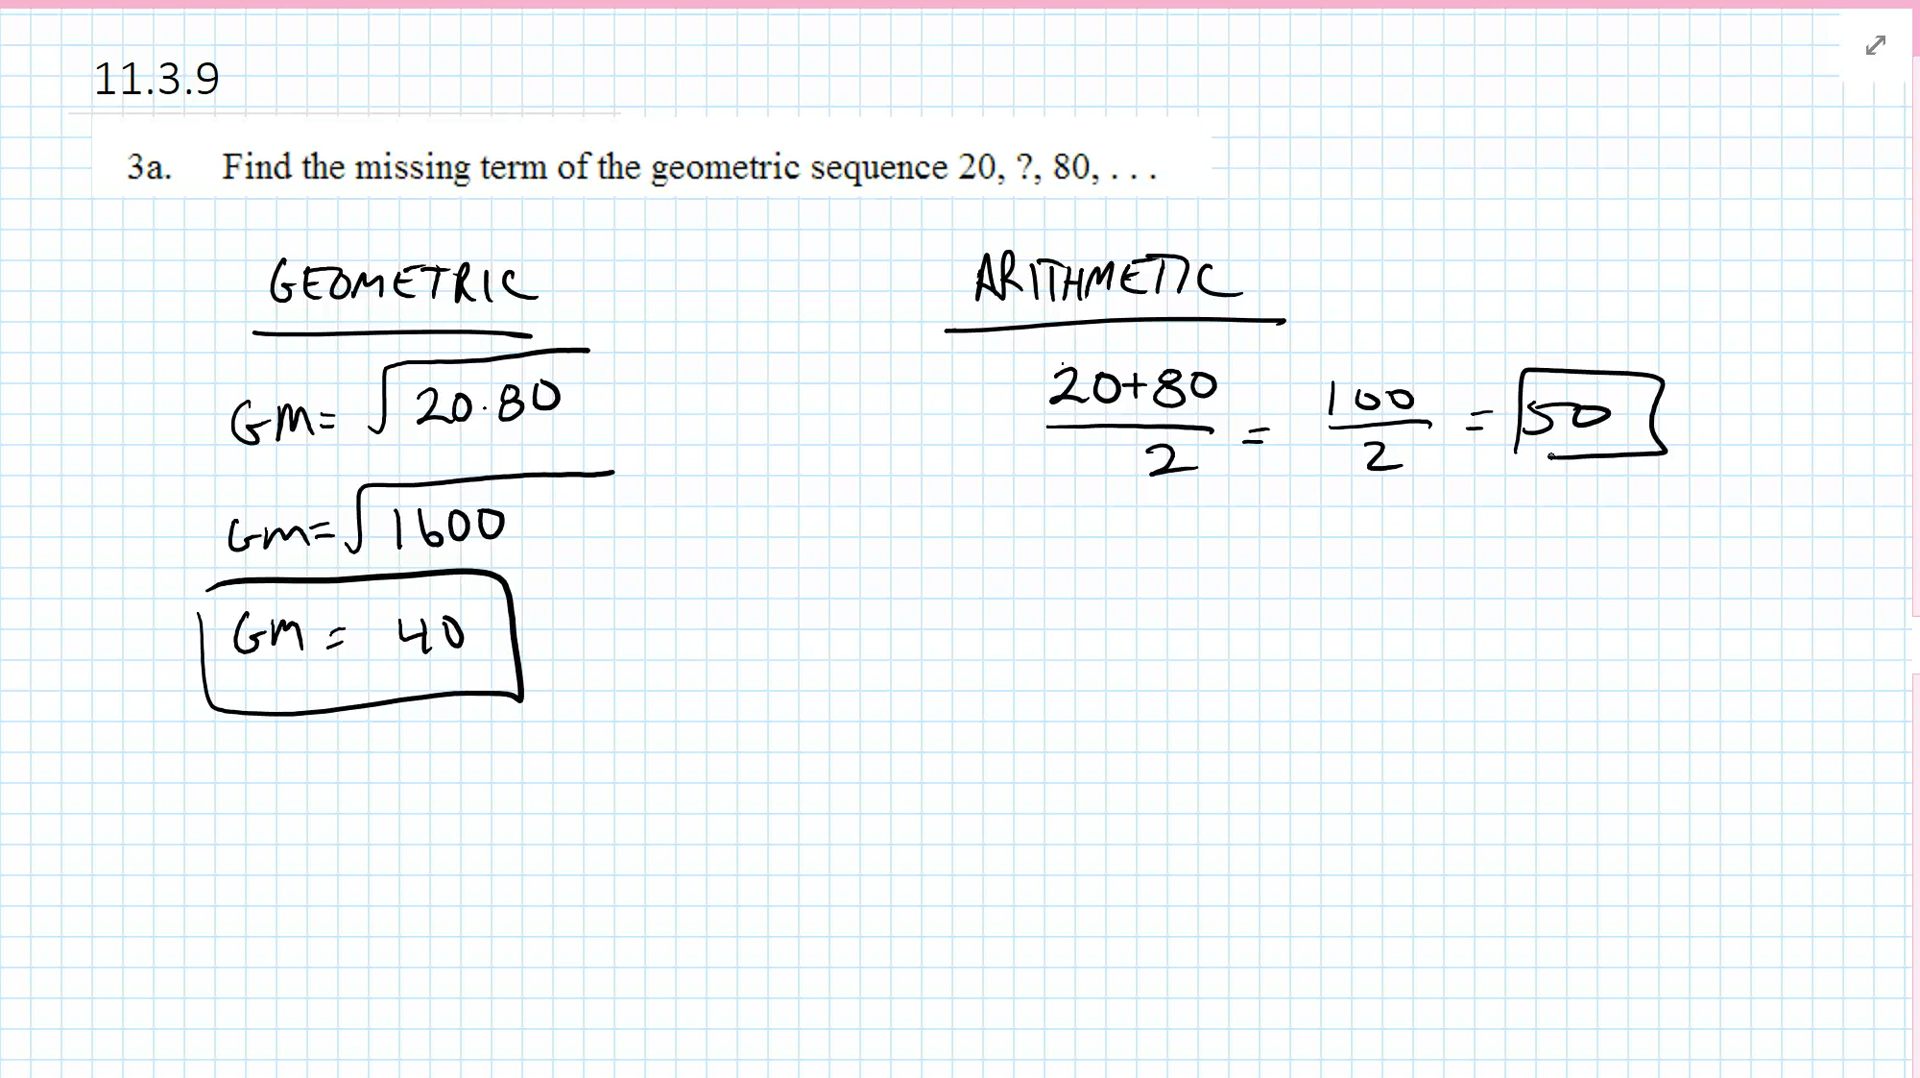 11.3.9
3a. Find the missing term of the geometric sequence 20, ?, 80, . . .
GEOMETRIC
GM = √20·80
GM = √1600
GM = 40
ARITHMETIC
20+80/2 = 100/2 = 50